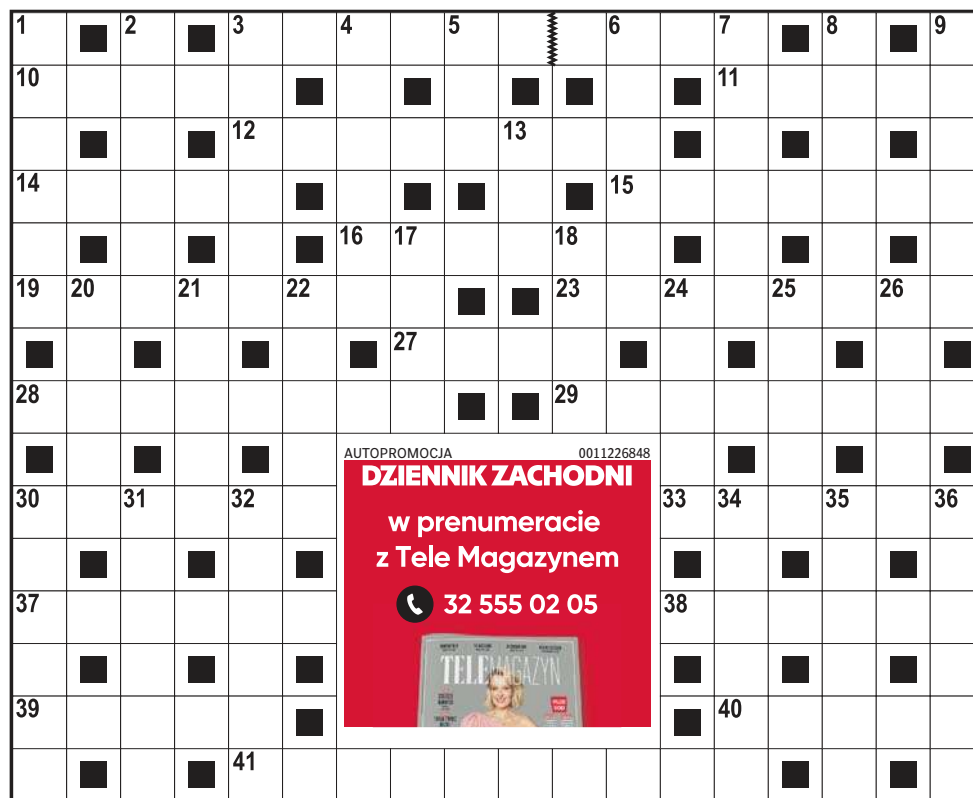 1 2 3 4 5 6 7 8 9
10 11
12 13
14 15
16 17 18
19 20 21 22 23 24 25 26
27
28 29
AUTOPROMOCJA 0011226848
DZIENNIK ZACHODNI
30 31 32 33 34 35 36
w prenumeracie
z Tele Magazynem
32 555 02 05
37 38
TELEMAGAZYN
39 40
41